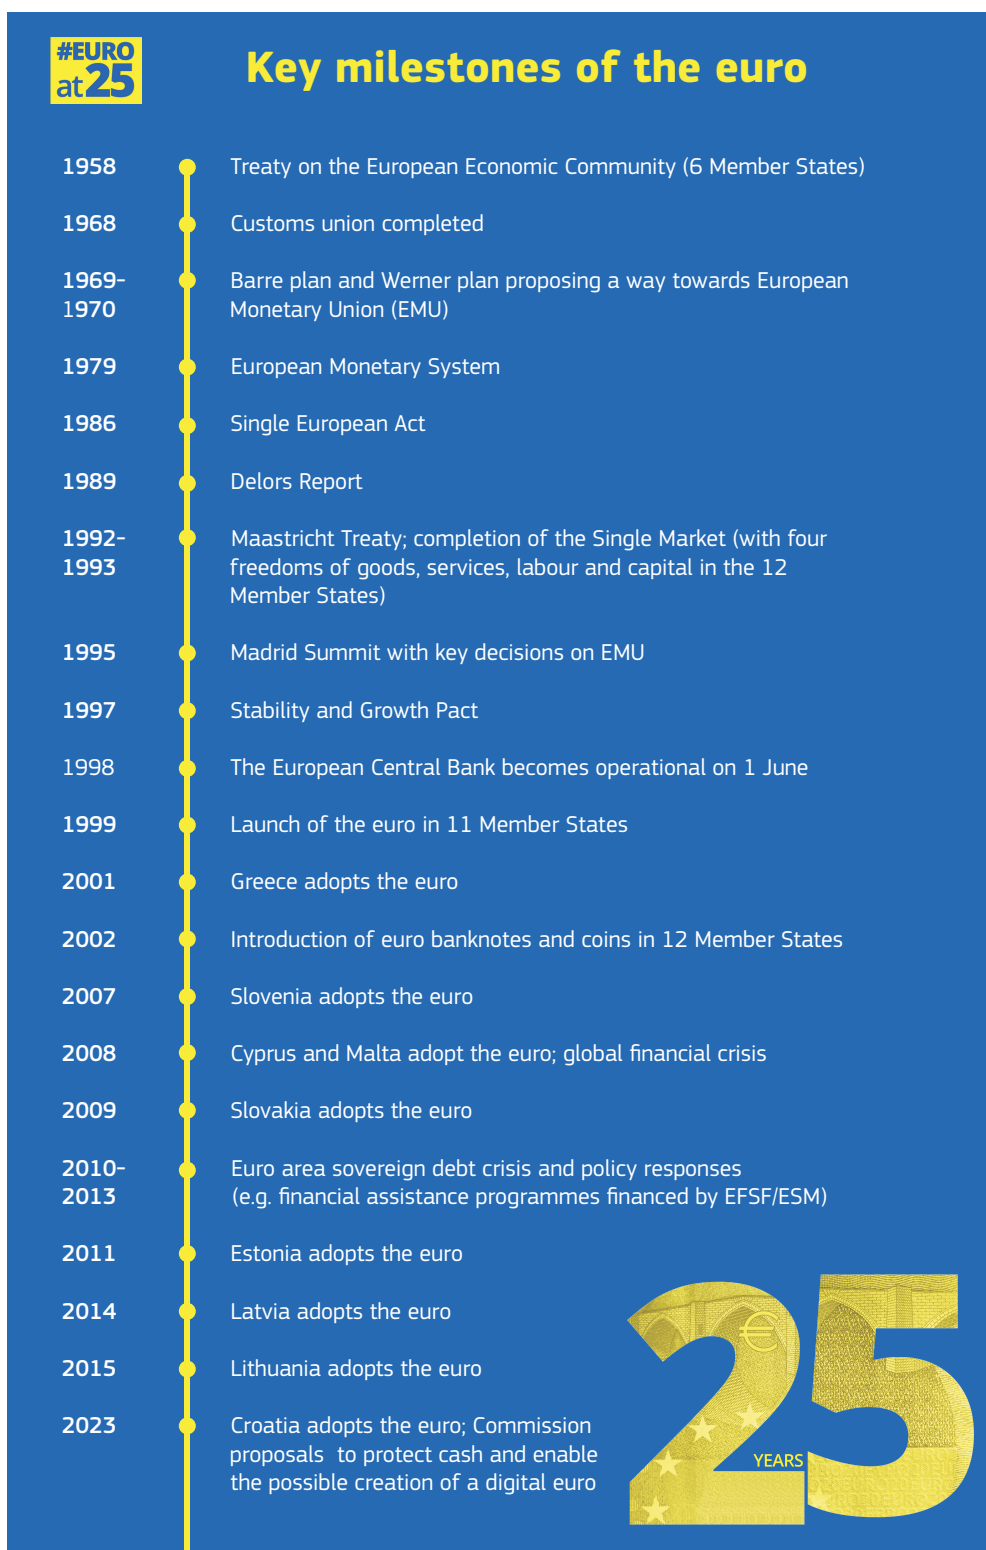 #EURO
at 25
Key milestones of the euro
1958 Treaty on the European Economic Community (6 Member States)
1968 Customs union completed
1969- Barre plan and Werner plan proposing a way towards European
1970 Monetary Union (EMU)
1979 European Monetary System
1986 Single European Act
1989 Delors Report
1992- Maastricht Treaty; completion of the Single Market (with four
1993 freedoms of goods, services, labour and capital in the 12
Member States)
1995 Madrid Summit with key decisions on EMU
1997 Stability and Growth Pact
1998 The European Central Bank becomes operational on 1 June
1999 Launch of the euro in 11 Member States
2001 Greece adopts the euro
2002 Introduction of euro banknotes and coins in 12 Member States
2007 Slovenia adopts the euro
2008 Cyprus and Malta adopt the euro; global financial crisis
2009 Slovakia adopts the euro
2010- Euro area sovereign debt crisis and policy responses
2013 (e.g. financial assistance programmes financed by EFSF/ESM)
2011 Estonia adopts the euro
2014 Latvia adopts the euro
2015 Lithuania adopts the euro
2023 Croatia adopts the euro; Commission
proposals to protect cash and enable
the possible creation of a digital euro
€
25
YEARS